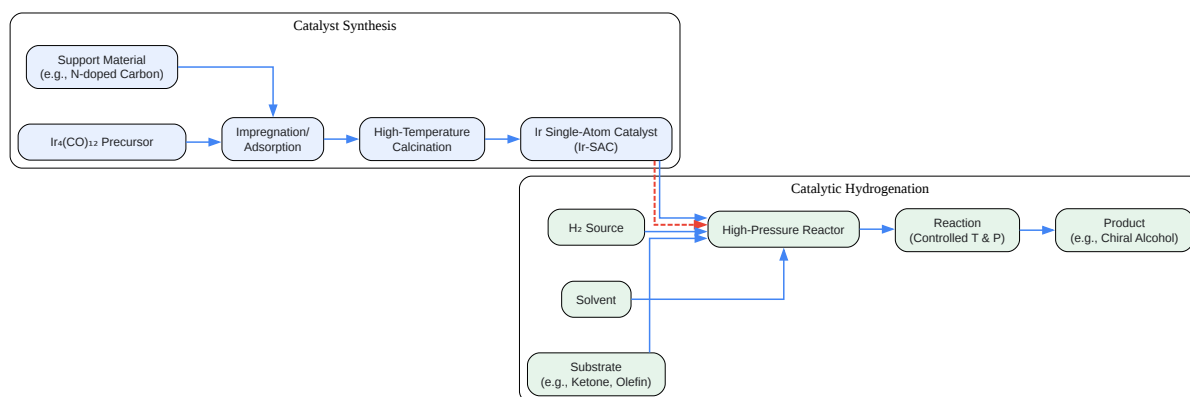 Catalyst Synthesis
Support Material
(e.g., N-doped Carbon)
Ir₄(CO)₁₂ Precursor
Impregnation/
Adsorption
High-Temperature
Calcination
Ir Single-Atom Catalyst
(Ir-SAC)
Catalytic Hydrogenation
H₂ Source
High-Pressure Reactor
Reaction
(Controlled T & P)
Product
(e.g., Chiral Alcohol)
Solvent
Substrate
(e.g., Ketone, Olefin)